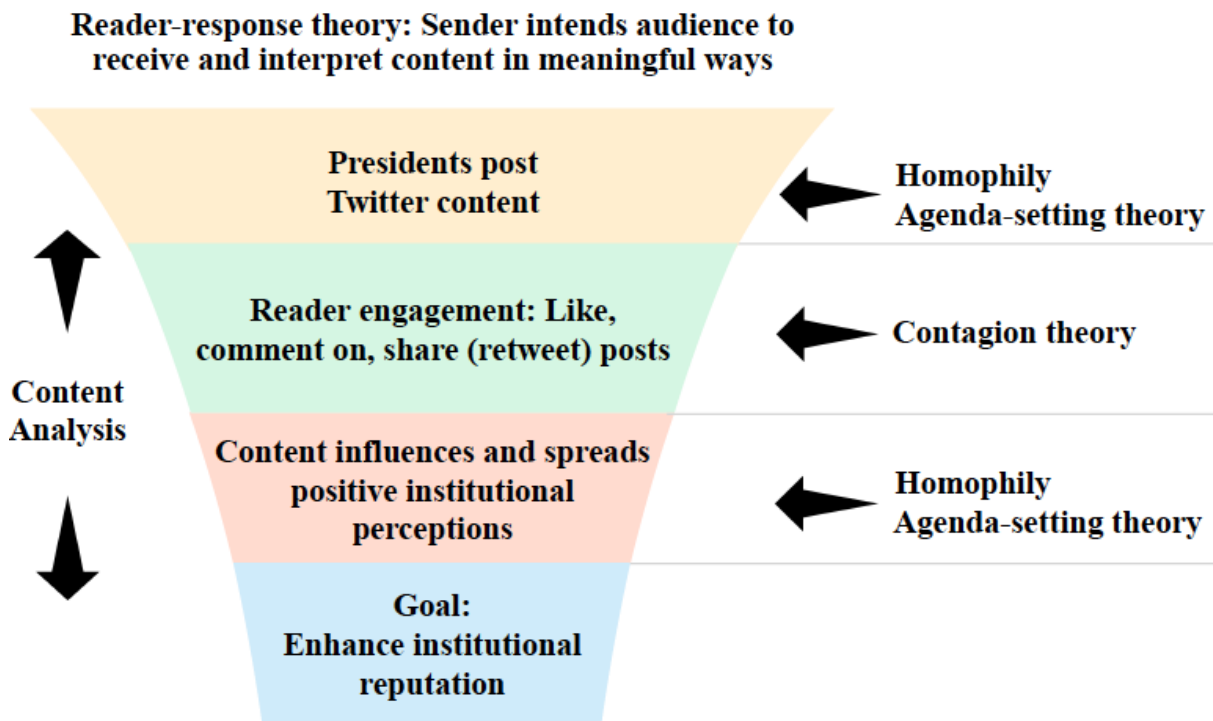 Reader-response theory: Sender intends audience to
receive and interpret content in meaningful ways
Presidents post
Twitter content
Homophily
Agenda-setting theory
Reader engagement: Like,
comment on, share (retweet) posts
Contagion theory
Content
Analysis
Content influences and spreads
positive institutional
perceptions
Homophily
Agenda-setting theory
Goal:
Enhance institutional
reputation